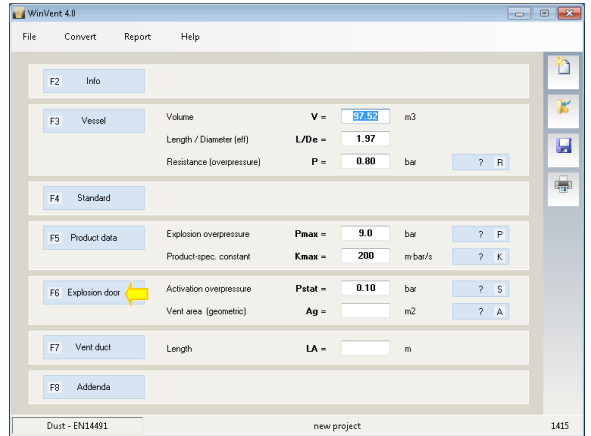 WinVent 4.0
File Convert Report Help
F2 Info
F3 Vessel Volume V = 97.52 m3
Length / Diameter (eff) L/De = 1.97
Resistance (overpressure) P = 0.80 bar ? R
F4 Standard
F5 Product data Explosion overpressure Pmax = 9.0 bar ? P
Product-spec. constant Kmax = 200 m·bar/s ? K
F6 Explosion door Activation overpressure Pstat = 0.10 bar ? S
Vent area (geometric) Ag = m2 ? A
F7 Vent duct Length LA = m
F8 Addenda
Dust - EN14491 new project 1415